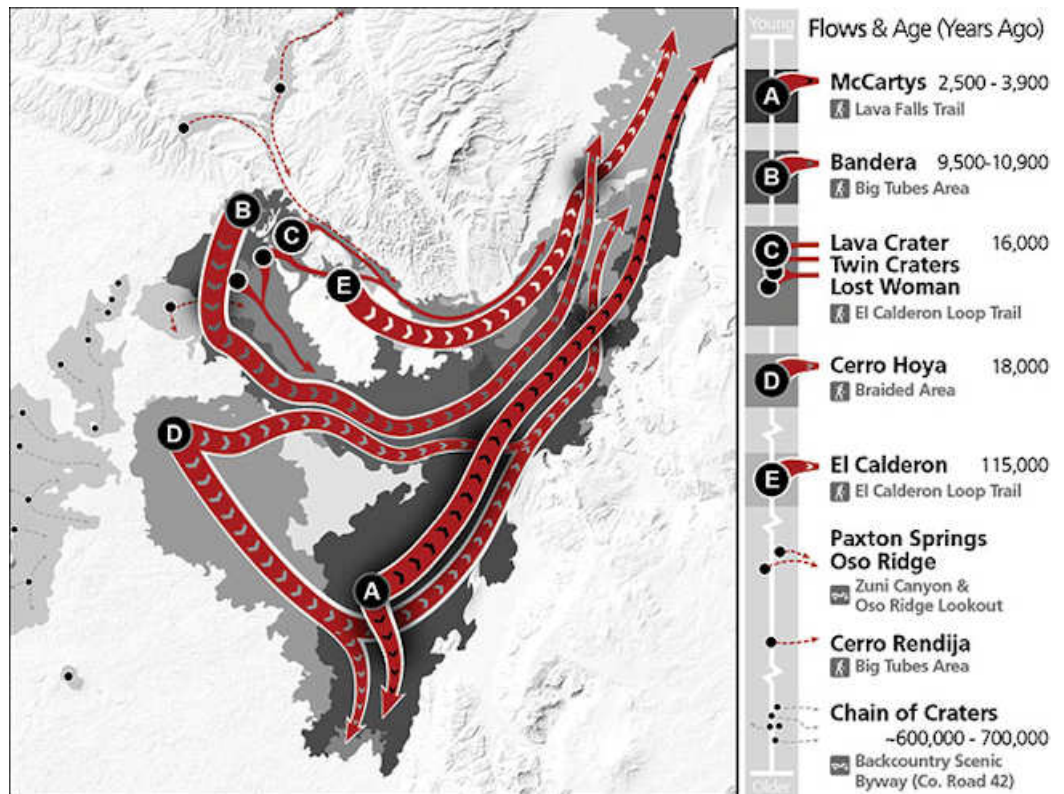 B
C
E
D
A
Young
Flows & Age (Years Ago)
A
McCartys 2,500 - 3,900
Lava Falls Trail
B
Bandera 9,500-10,900
Big Tubes Area
C
Lava Crater 16,000
Twin Craters
Lost Woman
El Calderon Loop Trail
D
Cerro Hoya 18,000
Braided Area
E
El Calderon 115,000
El Calderon Loop Trail
Paxton Springs
Oso Ridge
Zuni Canyon &
Oso Ridge Lookout
Cerro Rendija
Big Tubes Area
Chain of Craters
~600,000 - 700,000
Backcountry Scenic
Byway (Co. Road 42)
Older